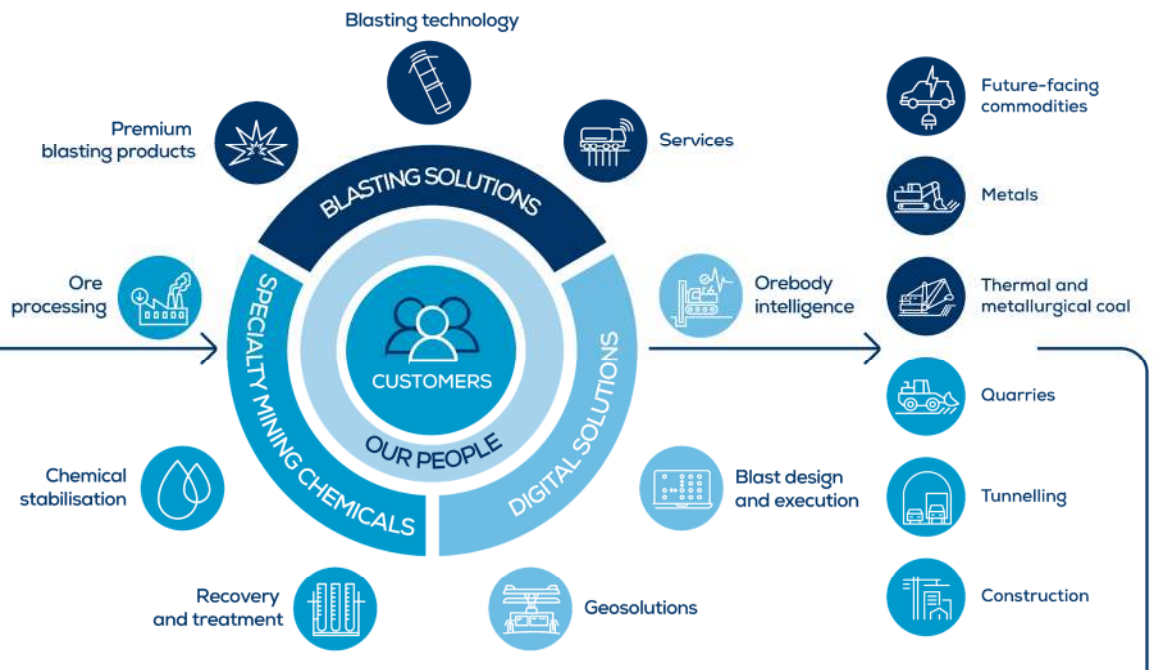 Blasting technology
Premium
blasting products
Services
Ore
processing
BLASTING SOLUTIONS
SPECIALTY MINING CHEMICALS
DIGITAL SOLUTIONS
CUSTOMERS
OUR PEOPLE
Orebody
intelligence
Chemical
stabilisation
Blast design
and execution
Recovery
and treatment
Geosolutions
Future-facing
commodities
Metals
Thermal and
metallurgical coal
Quarries
Tunnelling
Construction